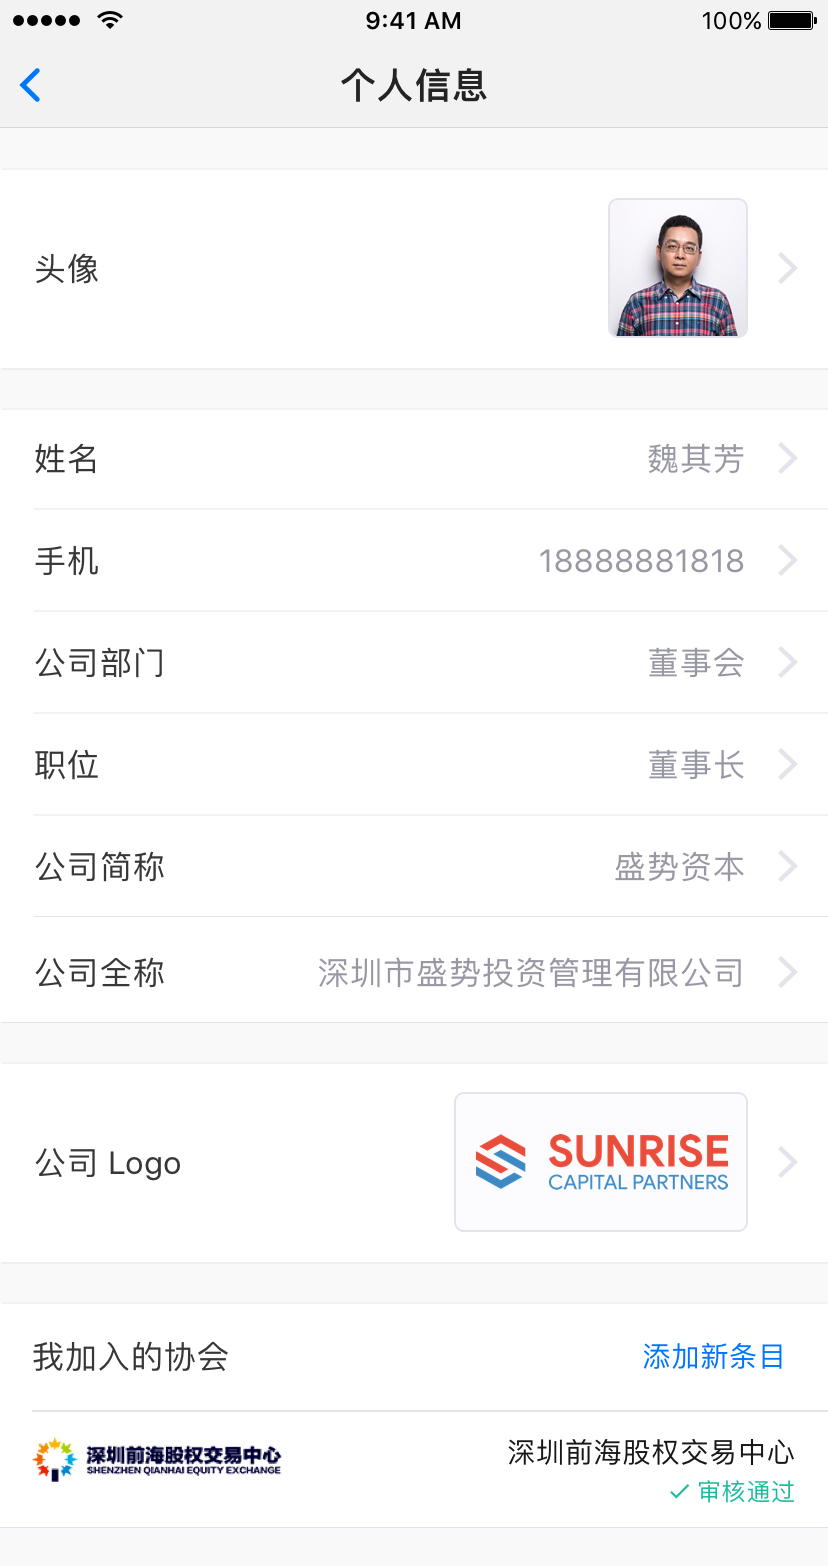 9:41 AM 100%
个人信息
头像
姓名 魏其芳
手机 18888881818
公司部门 董事会
职位 董事长
公司简称 盛势资本
公司全称 深圳市盛势投资管理有限公司
公司 Logo SUNRISE
CAPITAL PARTNERS
我加入的协会 添加新条目
深圳前海股权交易中心 深圳前海股权交易中心
SHENZHEN QIANHAI EQUITY EXCHANGE
审核通过